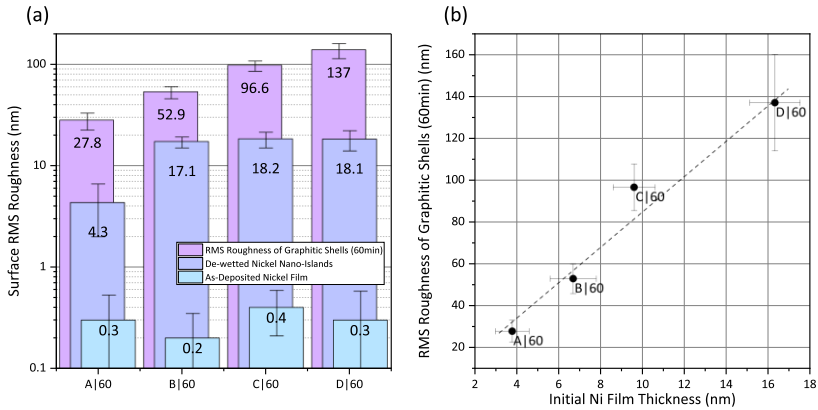 (a)
Surface RMS Roughness (nm)
100
10
1
0.1
27.8
52.9
96.6
137
4.3
17.1
18.2
18.1
0.3
0.2
0.4
0.3
RMS Roughness of Graphitic Shells (60min)
De-wetted Nickel Nano-Islands
As-Deposited Nickel Film
A|60
B|60
C|60
D|60
(b)
RMS Roughness of Graphitic Shells (60min) (nm)
160
140
120
100
80
60
40
20
D|60
C|60
B|60
A|60
2
4
6
8
10
12
14
16
18
Initial Ni Film Thickness (nm)